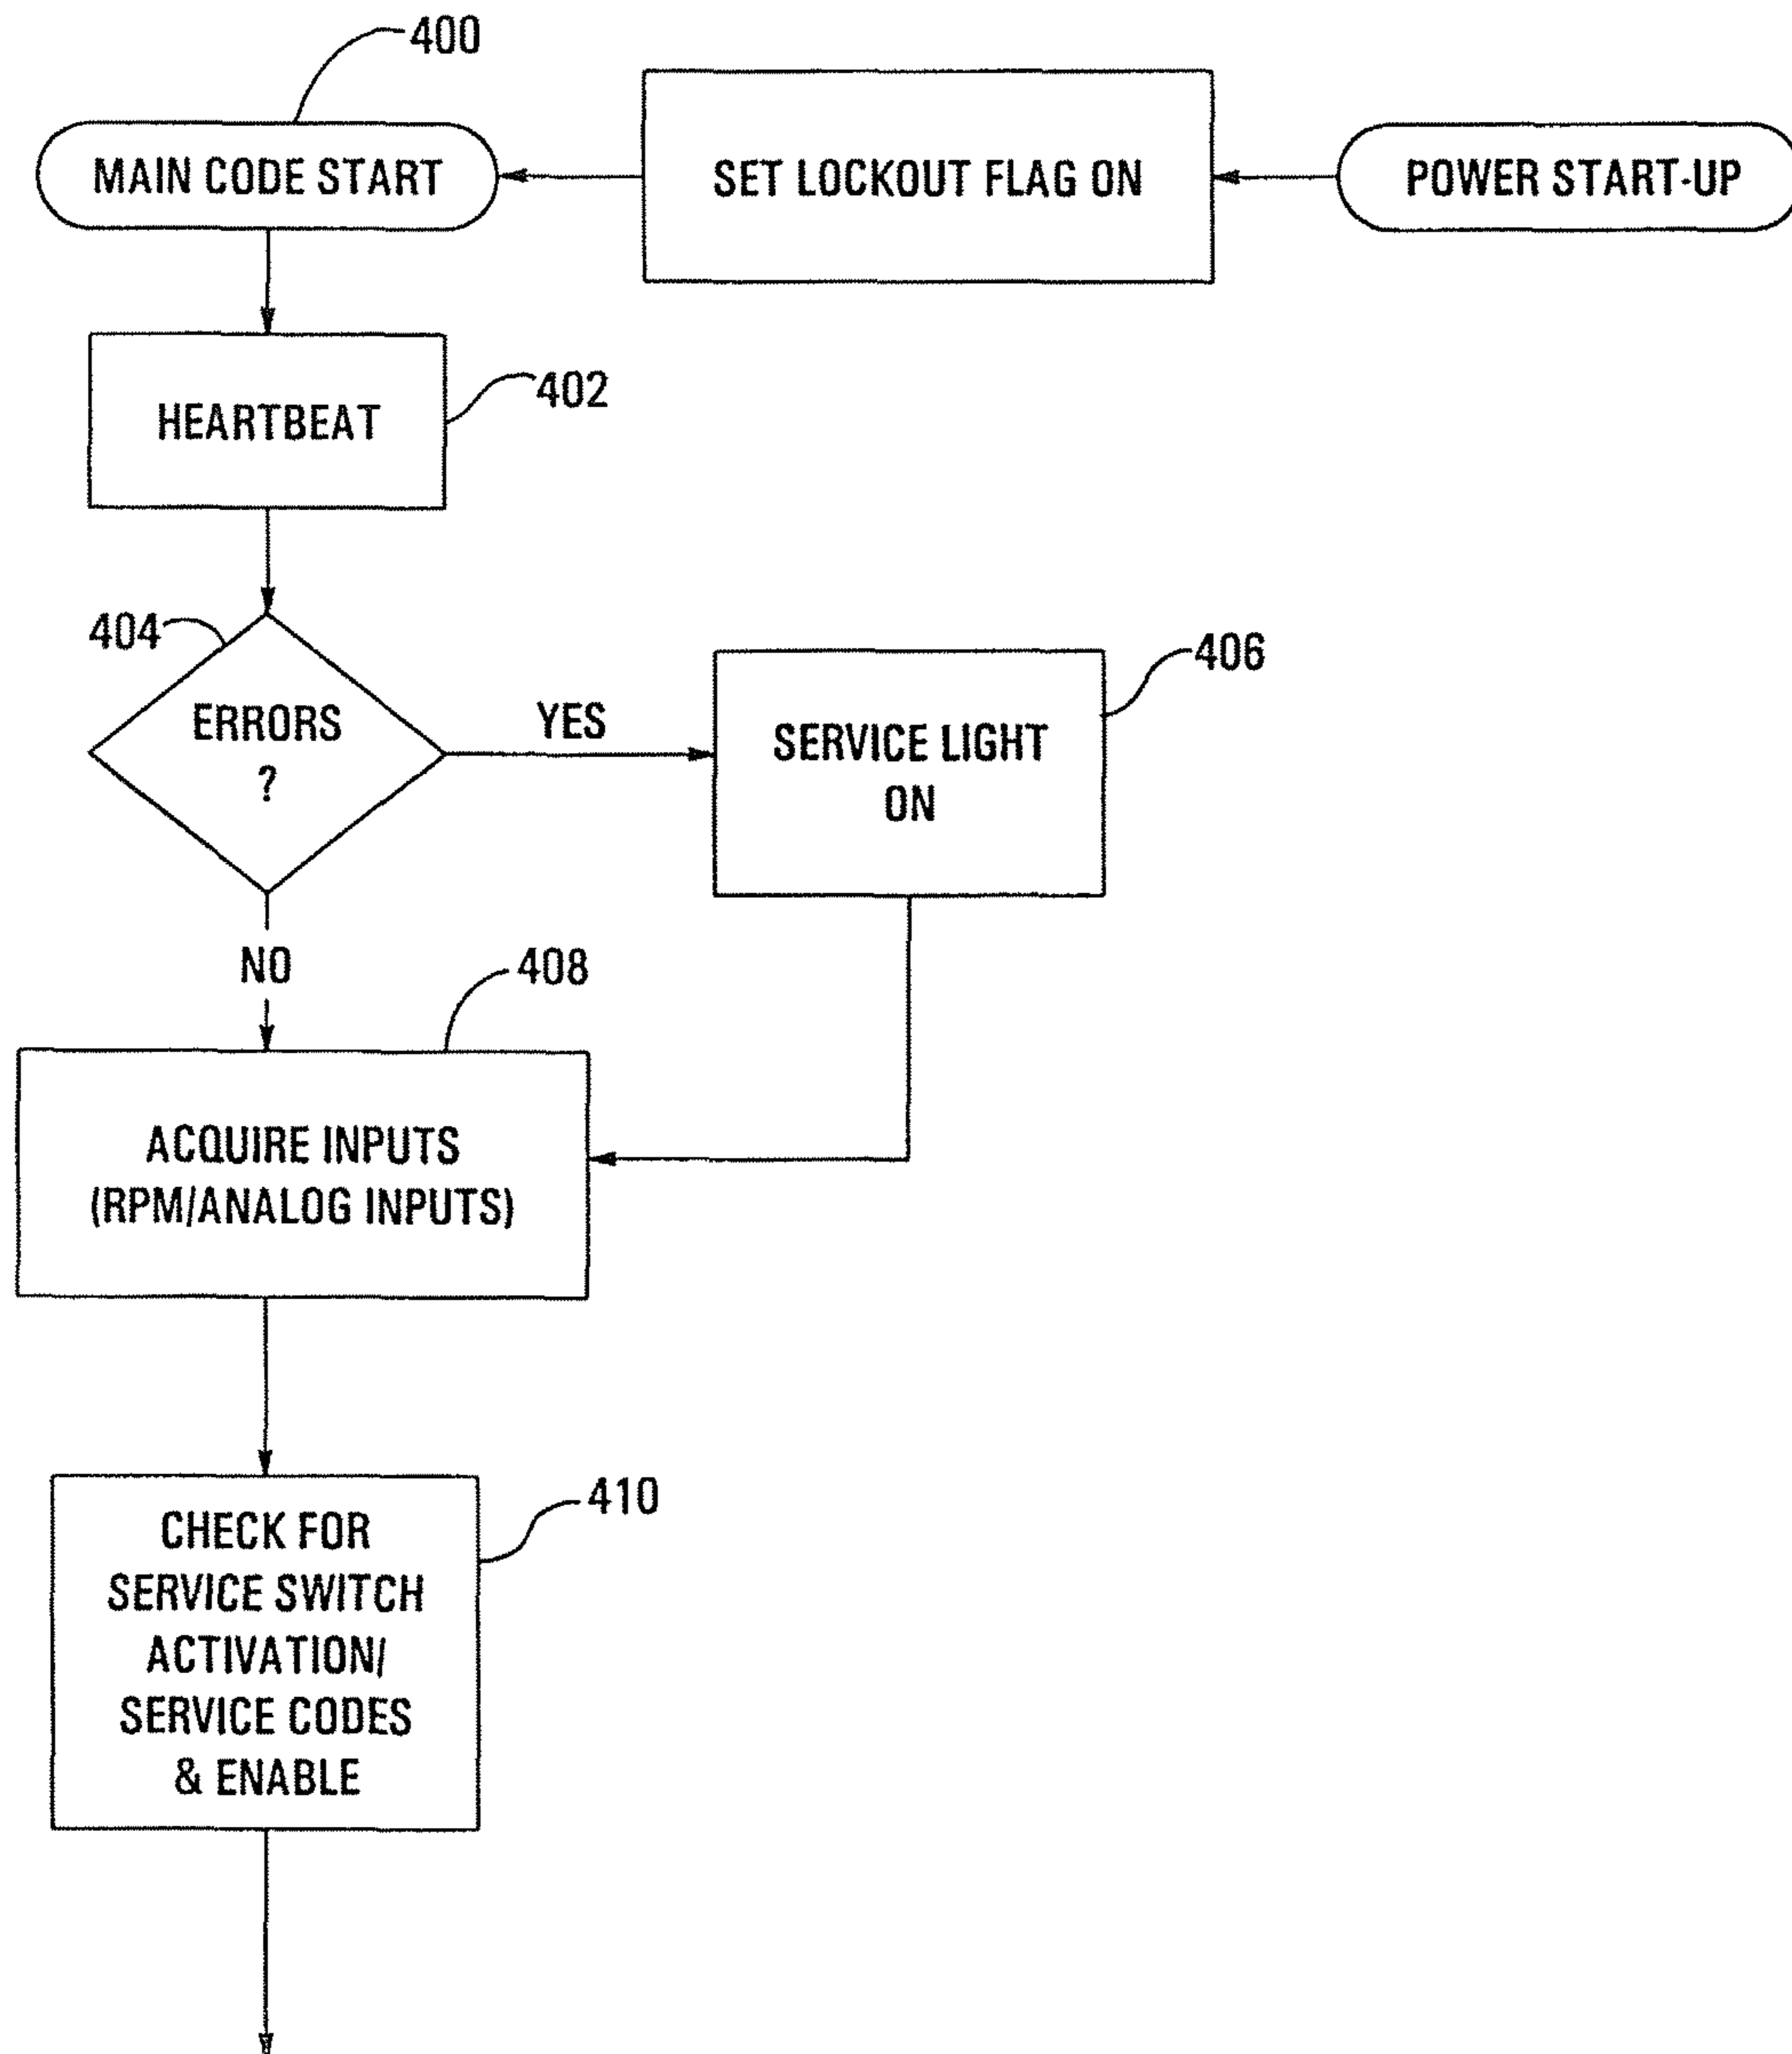 400
MAIN CODE START
SET LOCKOUT FLAG ON
POWER START-UP
HEARTBEAT
402
404
ERRORS
?
YES
SERVICE LIGHT
ON
406
NO
408
ACQUIRE INPUTS
(RPM/ANALOG INPUTS)
CHECK FOR
SERVICE SWITCH
ACTIVATION/
SERVICE CODES
& ENABLE
410